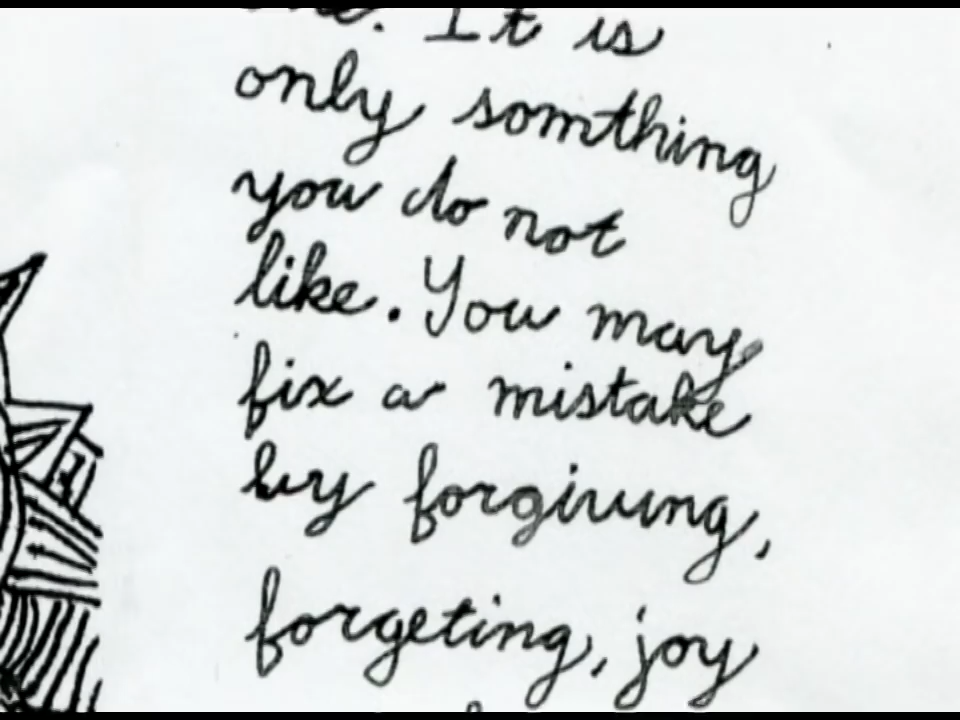 It is
only somthing
you do not
like. You may
fix a mistake
by forgiving,
forgeting, joy